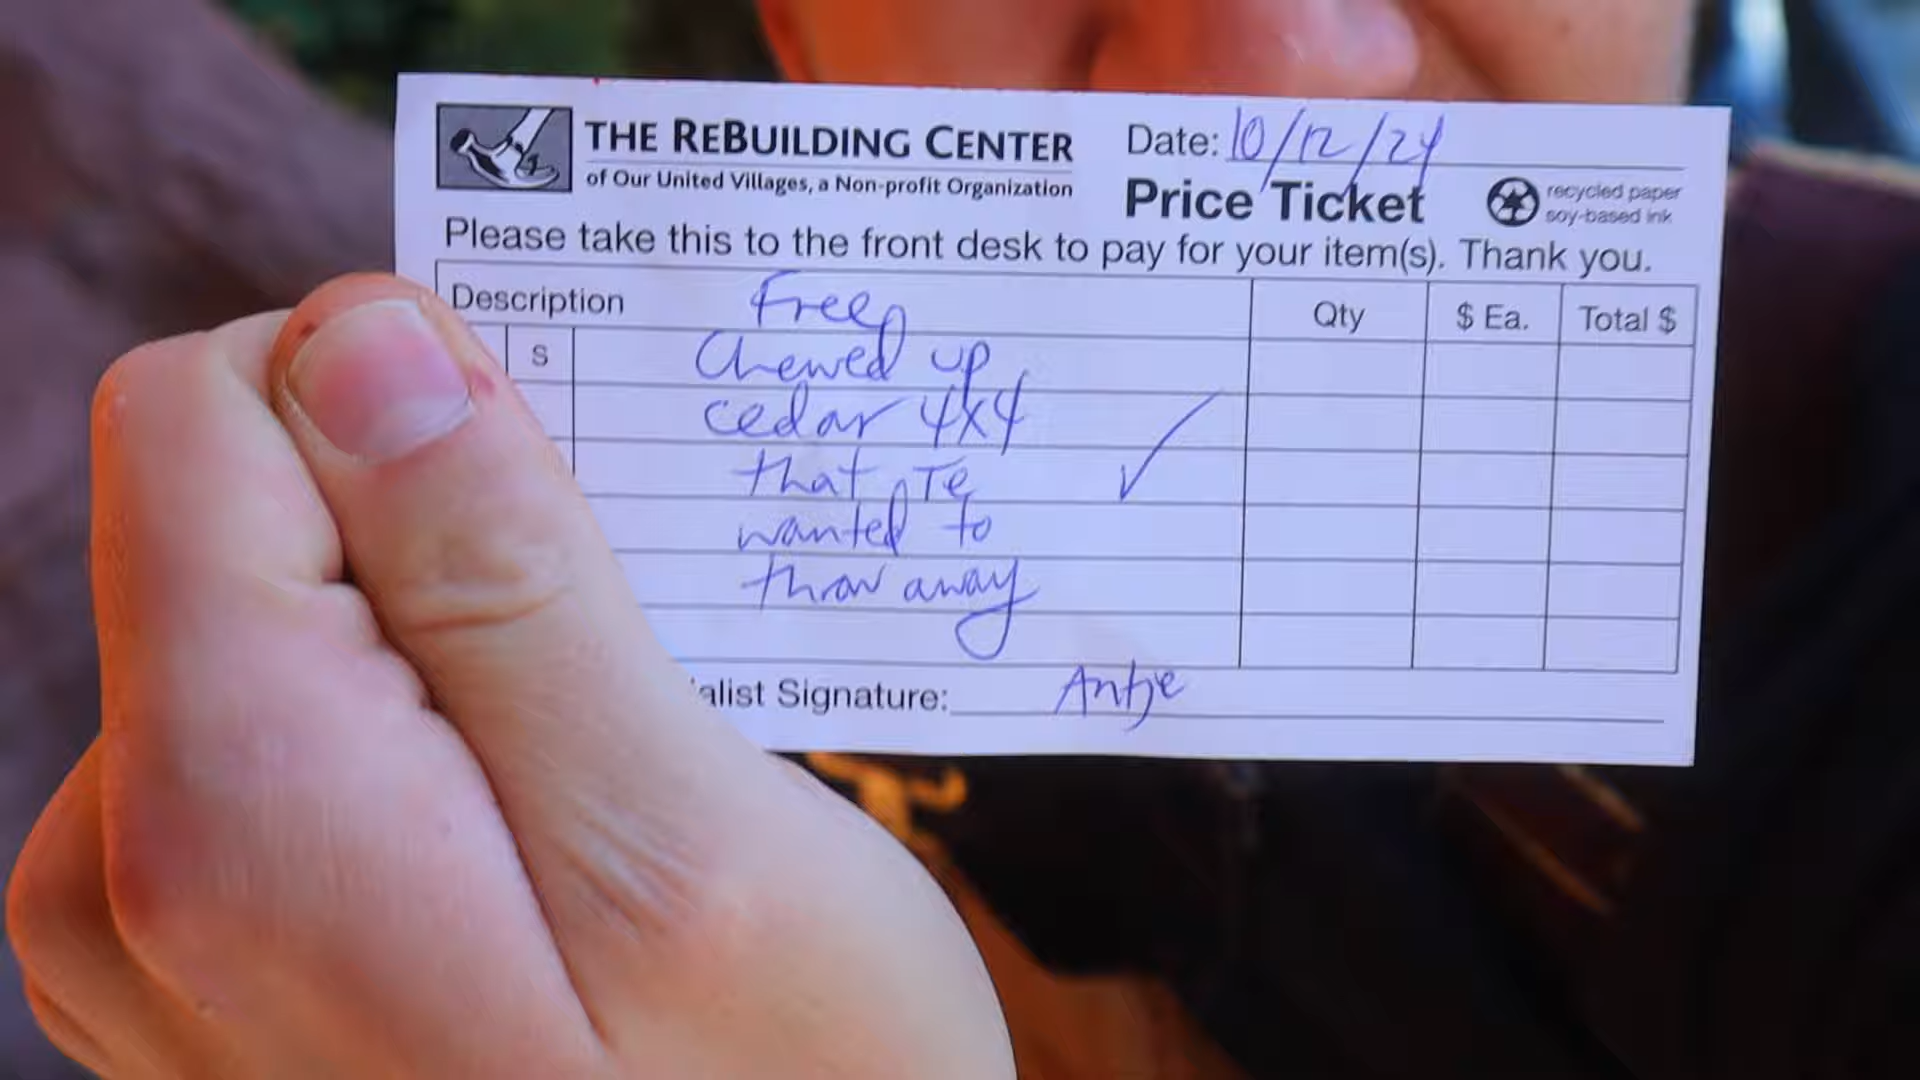 THE REBUILDING CENTER
of Our United Villages, a Non-profit Organization
Date: 10/12/24
Price Ticket
recycled paper
soy-based ink
Please take this to the front desk to pay for your item(s). Thank you.
Description Free Qty $ Ea. Total $
S Chewed up
cedar 4x4
that Te
wanted to
throw away
alist Signature: Antje